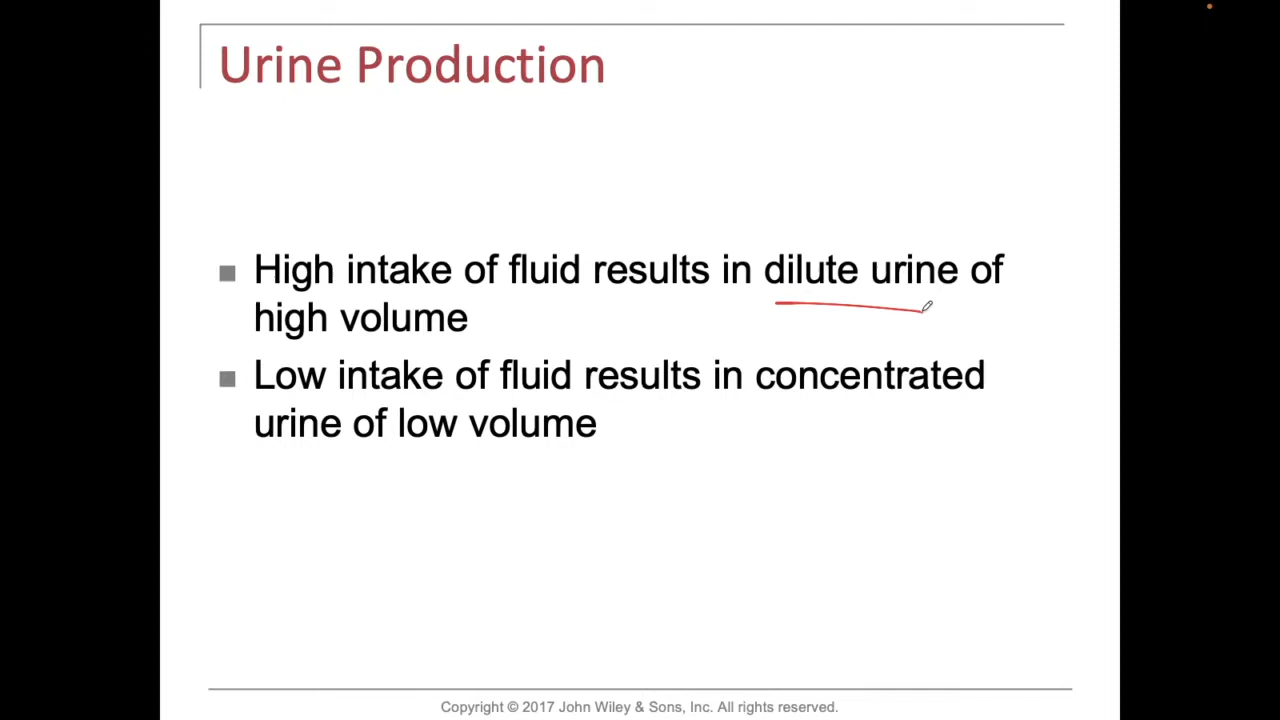 Urine Production
High intake of fluid results in dilute urine of
high volume
Low intake of fluid results in concentrated
urine of low volume
Copyright © 2017 John Wiley & Sons, Inc. All rights reserved.